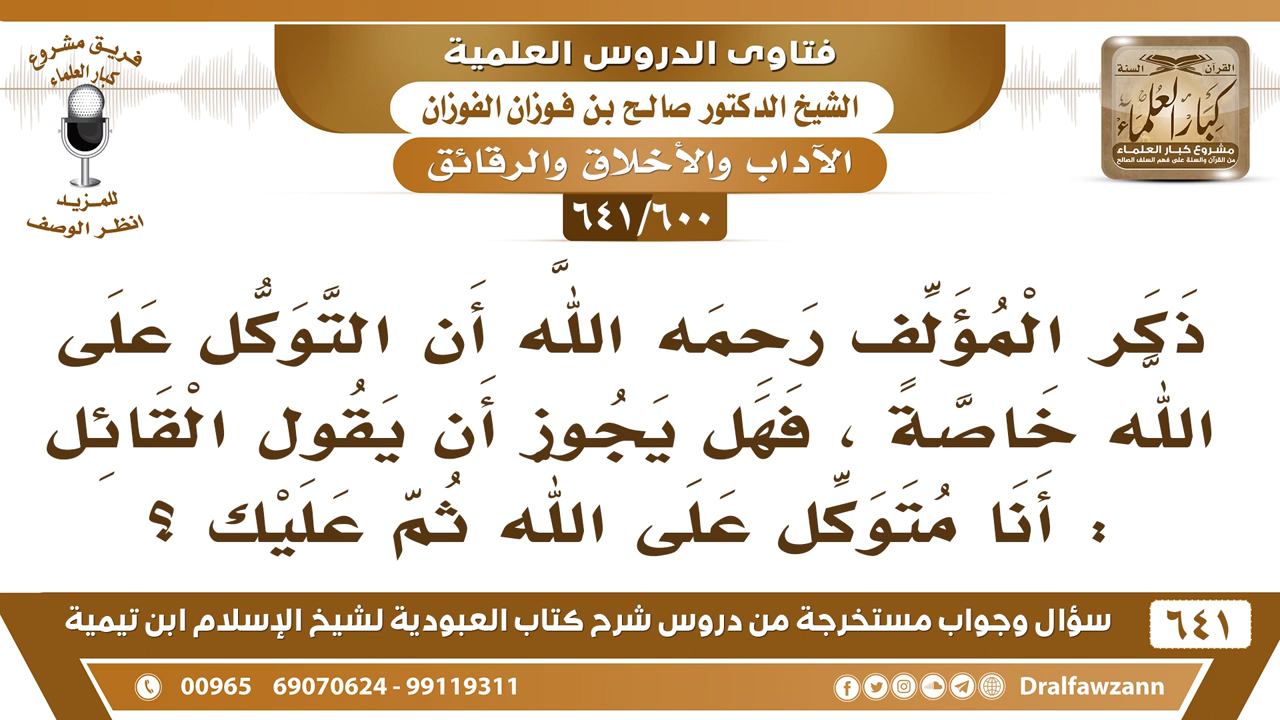 فتاوى الدروس العلمية
الشيخ الدكتور صالح بن فوزان الفوزان
الآداب والأخلاق والرقائق
٦٤١/٦٠٠
فريق مشروع
كبار العلماء
للمزيد
انظر الوصف
القرآن السنة
كبار العلماء
مشروع كبار العلماء
من القرآن والسنة على فهم السلف الصالح
ذَكَر الْمُؤَلِّف رَحمَه اللَّه أَن التَّوَكُّل عَلَى
اللَّه خَاصَّةً ، فَهَل يَجُوز أَن يَقُول الْقَائِل
: أَنَا مُتَوَكِّل عَلَى الله ثُمّ عَلَيْك ؟
سؤال وجواب مستخرجة من دروس شرح كتاب العبودية لشيخ الإسلام ابن تيمية
٦٤١
00965 69070624 - 99119311
Dralfawzann